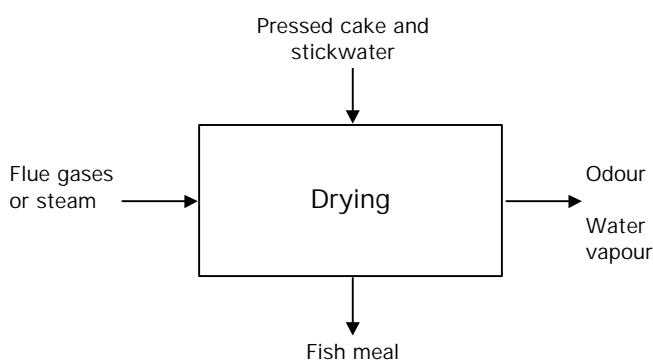 Pressed cake and
stickwater
Flue gases
or steam
Drying
Odour
Water
vapour
Fish meal